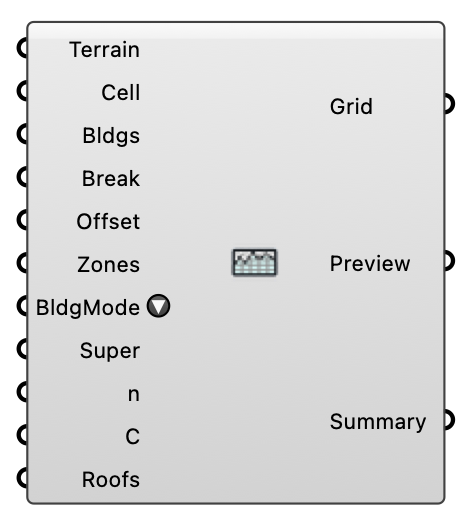 Terrain
Cell
Bldgs
Break
Offset
Zones
BldgMode
Super
n
C
Roofs
Grid
Preview
Summary